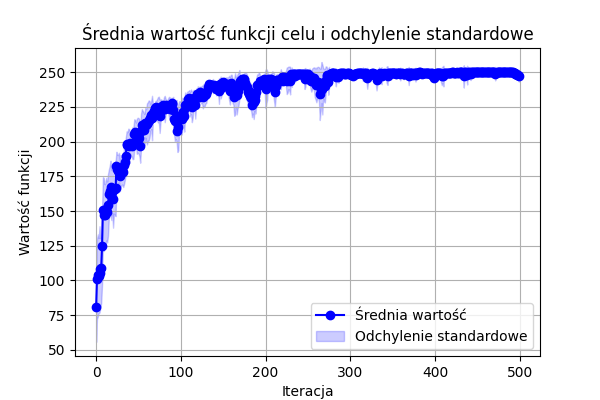 Średnia wartość funkcji celu i odchylenie standardowe
Wartość funkcji
250
225
200
175
150
125
100
75
50
0 100 200 300 400 500
Iteracja
Średnia wartość
Odchylenie standardowe